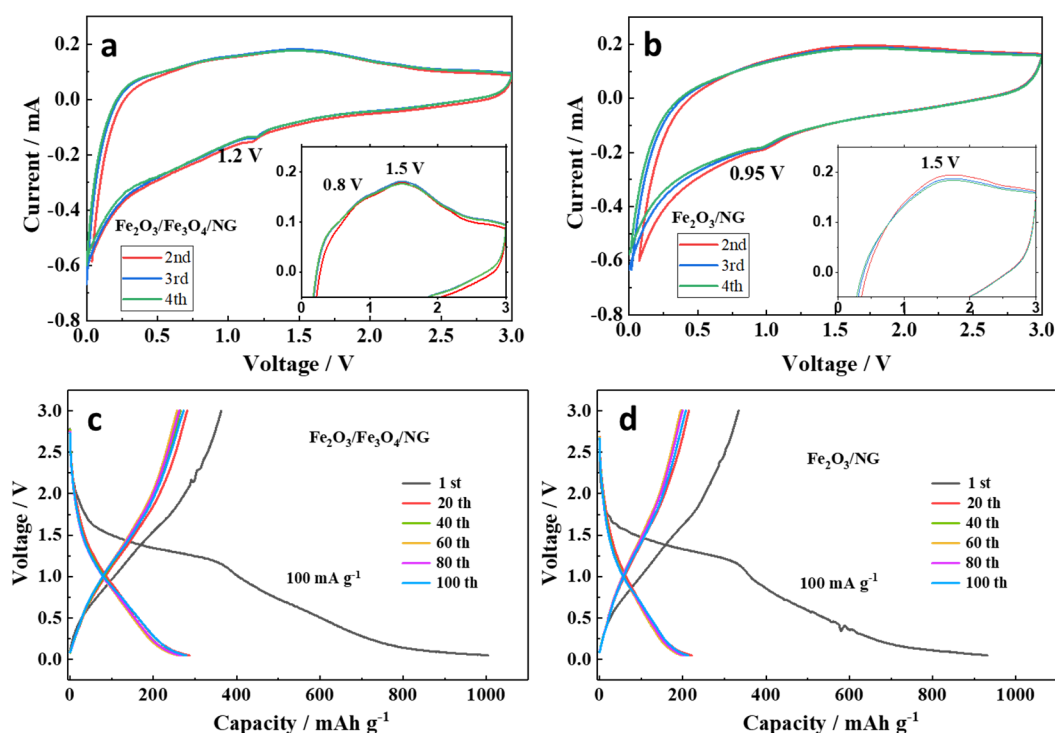 a
0.2
0.0
-0.2
-0.4
-0.6
-0.8
Current / mA
1.2 V
Fe₂O₃/Fe₃O₄/NG
2nd
3rd
4th
0.8 V
1.5 V
0.2
0.1
0.0
0 1 2 3
0.0 0.5 1.0 1.5 2.0 2.5 3.0
Voltage / V
b
0.2
0.0
-0.2
-0.4
-0.6
-0.8
Current / mA
0.95 V
Fe₂O₃/NG
2nd
3rd
4th
1.5 V
0.2
0.1
0.0
0 1 2 3
0.0 0.5 1.0 1.5 2.0 2.5 3.0
Voltage / V
c
3.0
2.5
2.0
1.5
1.0
0.5
0.0
Voltage / V
Fe₂O₃/Fe₃O₄/NG
1 st
20 th
40 th
60 th
80 th
100 th
100 mA g⁻¹
0 200 400 600 800 1000
Capacity / mAh g⁻¹
d
3.0
2.5
2.0
1.5
1.0
0.5
0.0
Voltage / V
Fe₂O₃/NG
1 st
20 th
40 th
60 th
80 th
100 th
100 mA g⁻¹
0 200 400 600 800 1000
Capacity / mAh g⁻¹